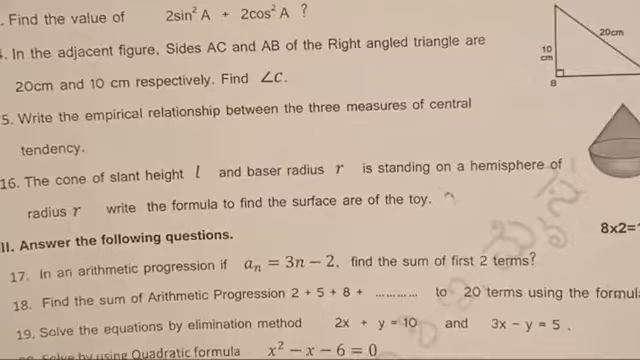 . Find the value of 2sin² A + 2cos² A ?
4. In the adjacent figure, Sides AC and AB of the Right angled triangle are
20cm and 10 cm respectively. Find ∠C.
20cm
10
cm
B
5. Write the empirical relationship between the three measures of central
tendency.
16. The cone of slant height l and baser radius r is standing on a hemisphere of
radius r write the formula to find the surface are of the toy.
II. Answer the following questions.
8x2=
17. In an arithmetic progression if aₙ = 3n − 2, find the sum of first 2 terms?
18. Find the sum of Arithmetic Progression 2 + 5 + 8 + ............ to 20 terms using the formul
19. Solve the equations by elimination method 2x + y = 10 and 3x − y = 5 .
Solve by using Quadratic formula x² − x − 6 = 0